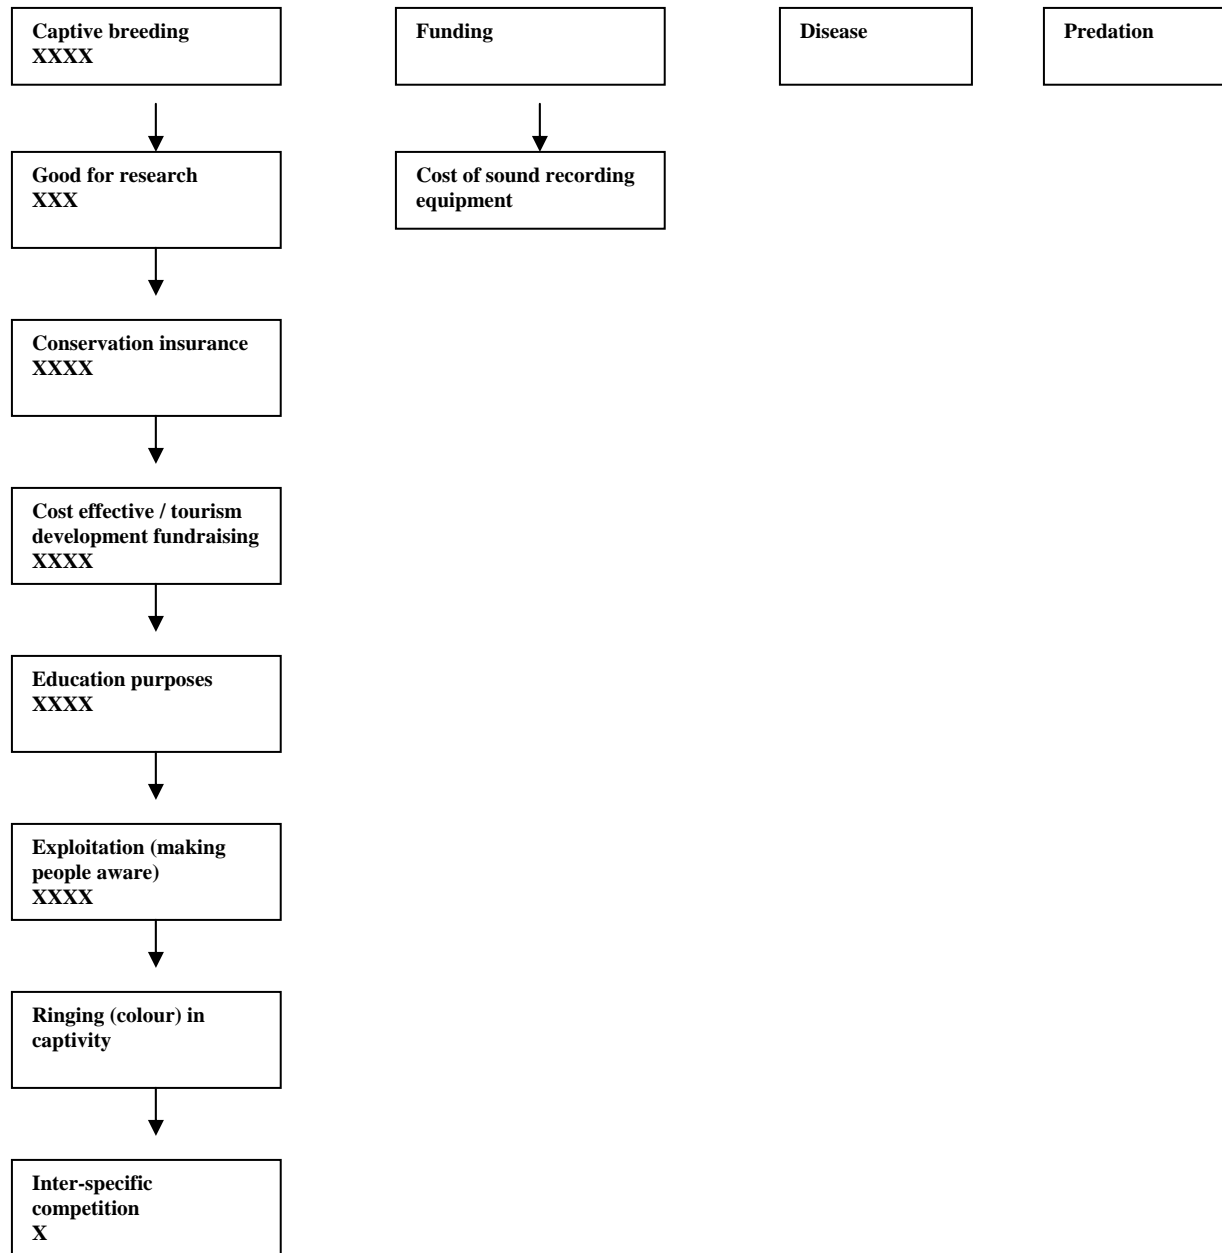 Captive breeding
XXXX
Funding
Disease
Predation
Good for research
XXX
Cost of sound recording
equipment
Conservation insurance
XXXX
Cost effective / tourism
development fundraising
XXXX
Education purposes
XXXX
Exploitation (making
people aware)
XXXX
Ringing (colour) in
captivity
Inter-specific
competition
X